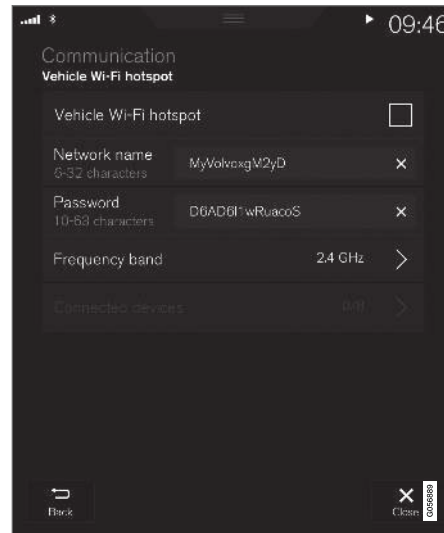 09:46
Communication
Vehicle Wi-Fi hotspot
Vehicle Wi-Fi hotspot
Network name
6-32 characters
MyVolvoxgM2yD
Password
10-63 characters
D6AD6I1wRuacoS
Frequency band
2.4 GHz
Connected devices
0/8
Back
Close
G056889